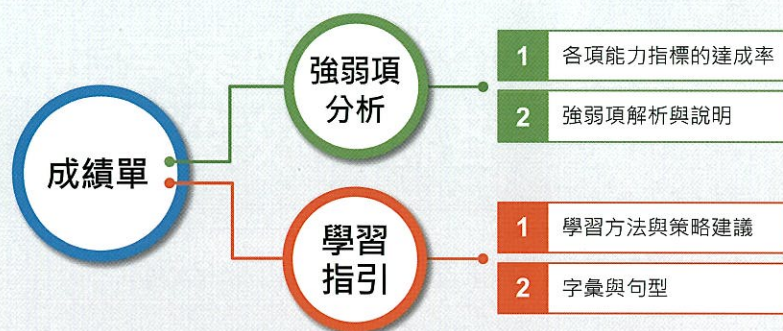 成績單
強弱項
分析
1 各項能力指標的達成率
2 強弱項解析與說明
學習
指引
1 學習方法與策略建議
2 字彙與句型